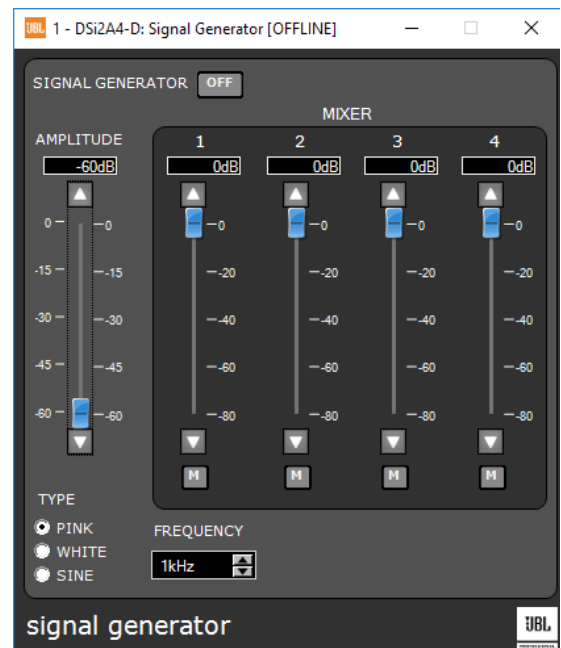 JBL 1 - DSi2A4-D: Signal Generator [OFFLINE]
SIGNAL GENERATOR OFF
MIXER
AMPLITUDE 1 2 3 4
-60dB 0dB 0dB 0dB 0dB
0 0 0 0 0 0
-15 -15 -20 -20 -20 -20
-30 -30 -40 -40 -40 -40
-45 -45 -60 -60 -60 -60
-60 -60 -80 -80 -80 -80
M M M M
TYPE
PINK FREQUENCY
WHITE 1kHz
SINE
signal generator JBL